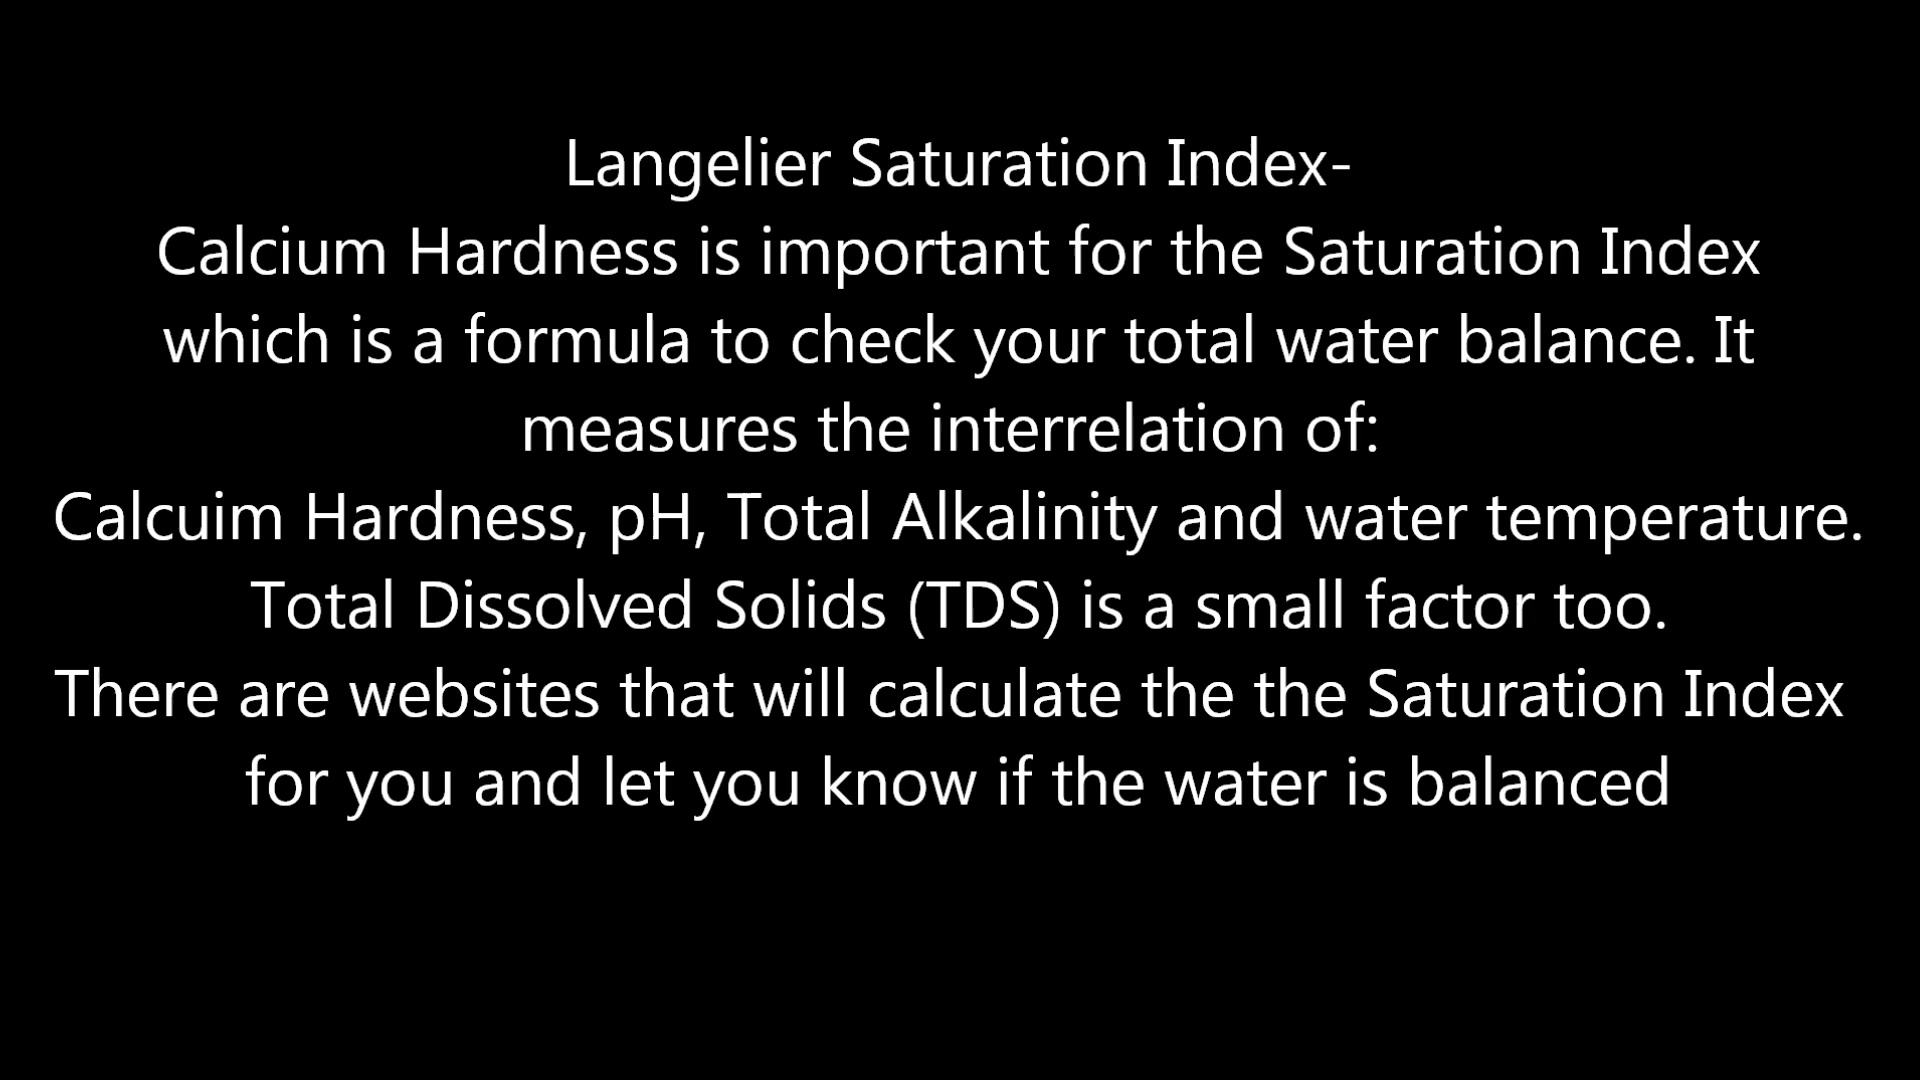 Langelier Saturation Index-
Calcium Hardness is important for the Saturation Index
which is a formula to check your total water balance. It
measures the interrelation of:
Calcuim Hardness, pH, Total Alkalinity and water temperature.
Total Dissolved Solids (TDS) is a small factor too.
There are websites that will calculate the the Saturation Index
for you and let you know if the water is balanced